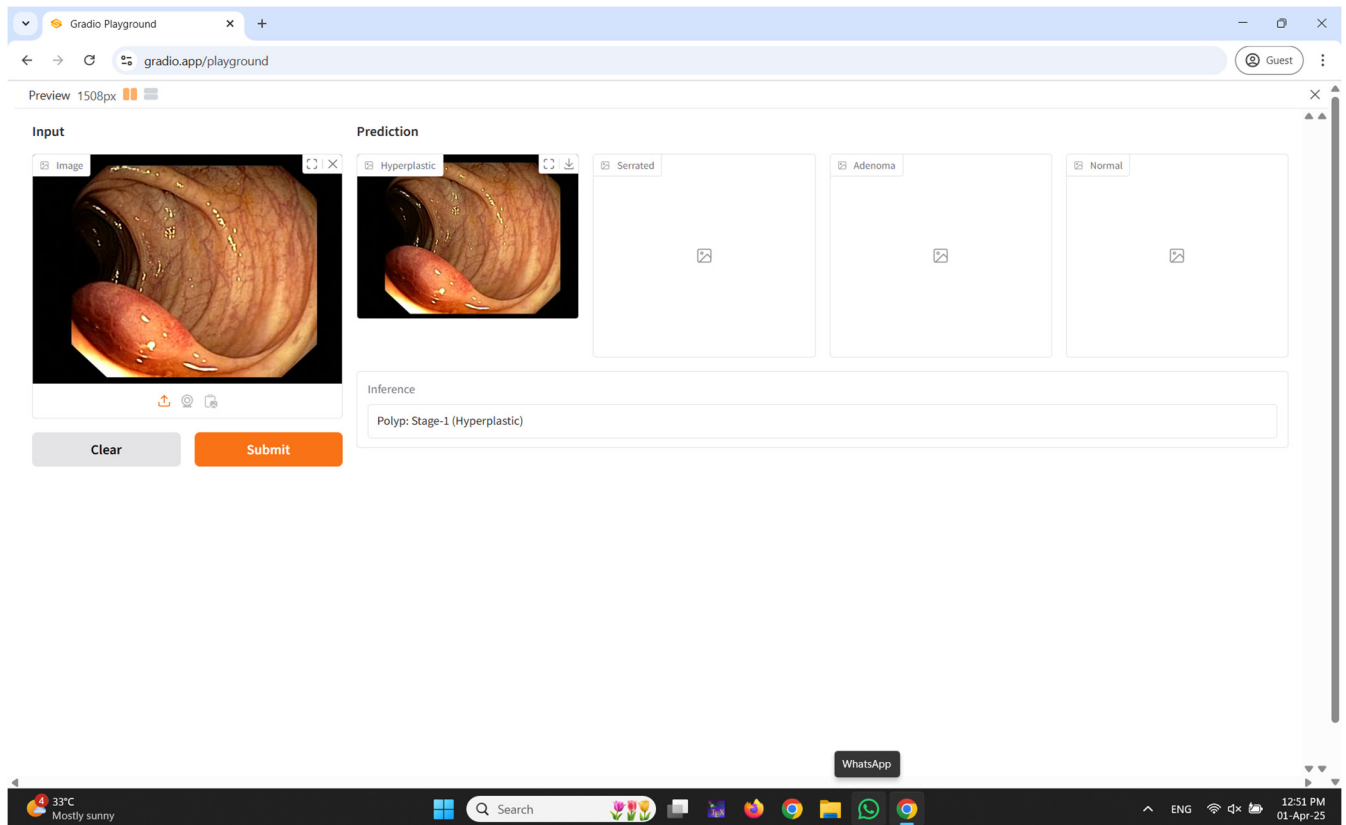 Gradio Playground
gradio.app/playground
Guest
Preview 1508px
Input
Prediction
Image
Hyperplastic
Serrated
Adenoma
Normal
Inference
Polyp: Stage-1 (Hyperplastic)
Clear
Submit
WhatsApp
4
33°C
Mostly sunny
Search
ENG
12:51 PM
01-Apr-25